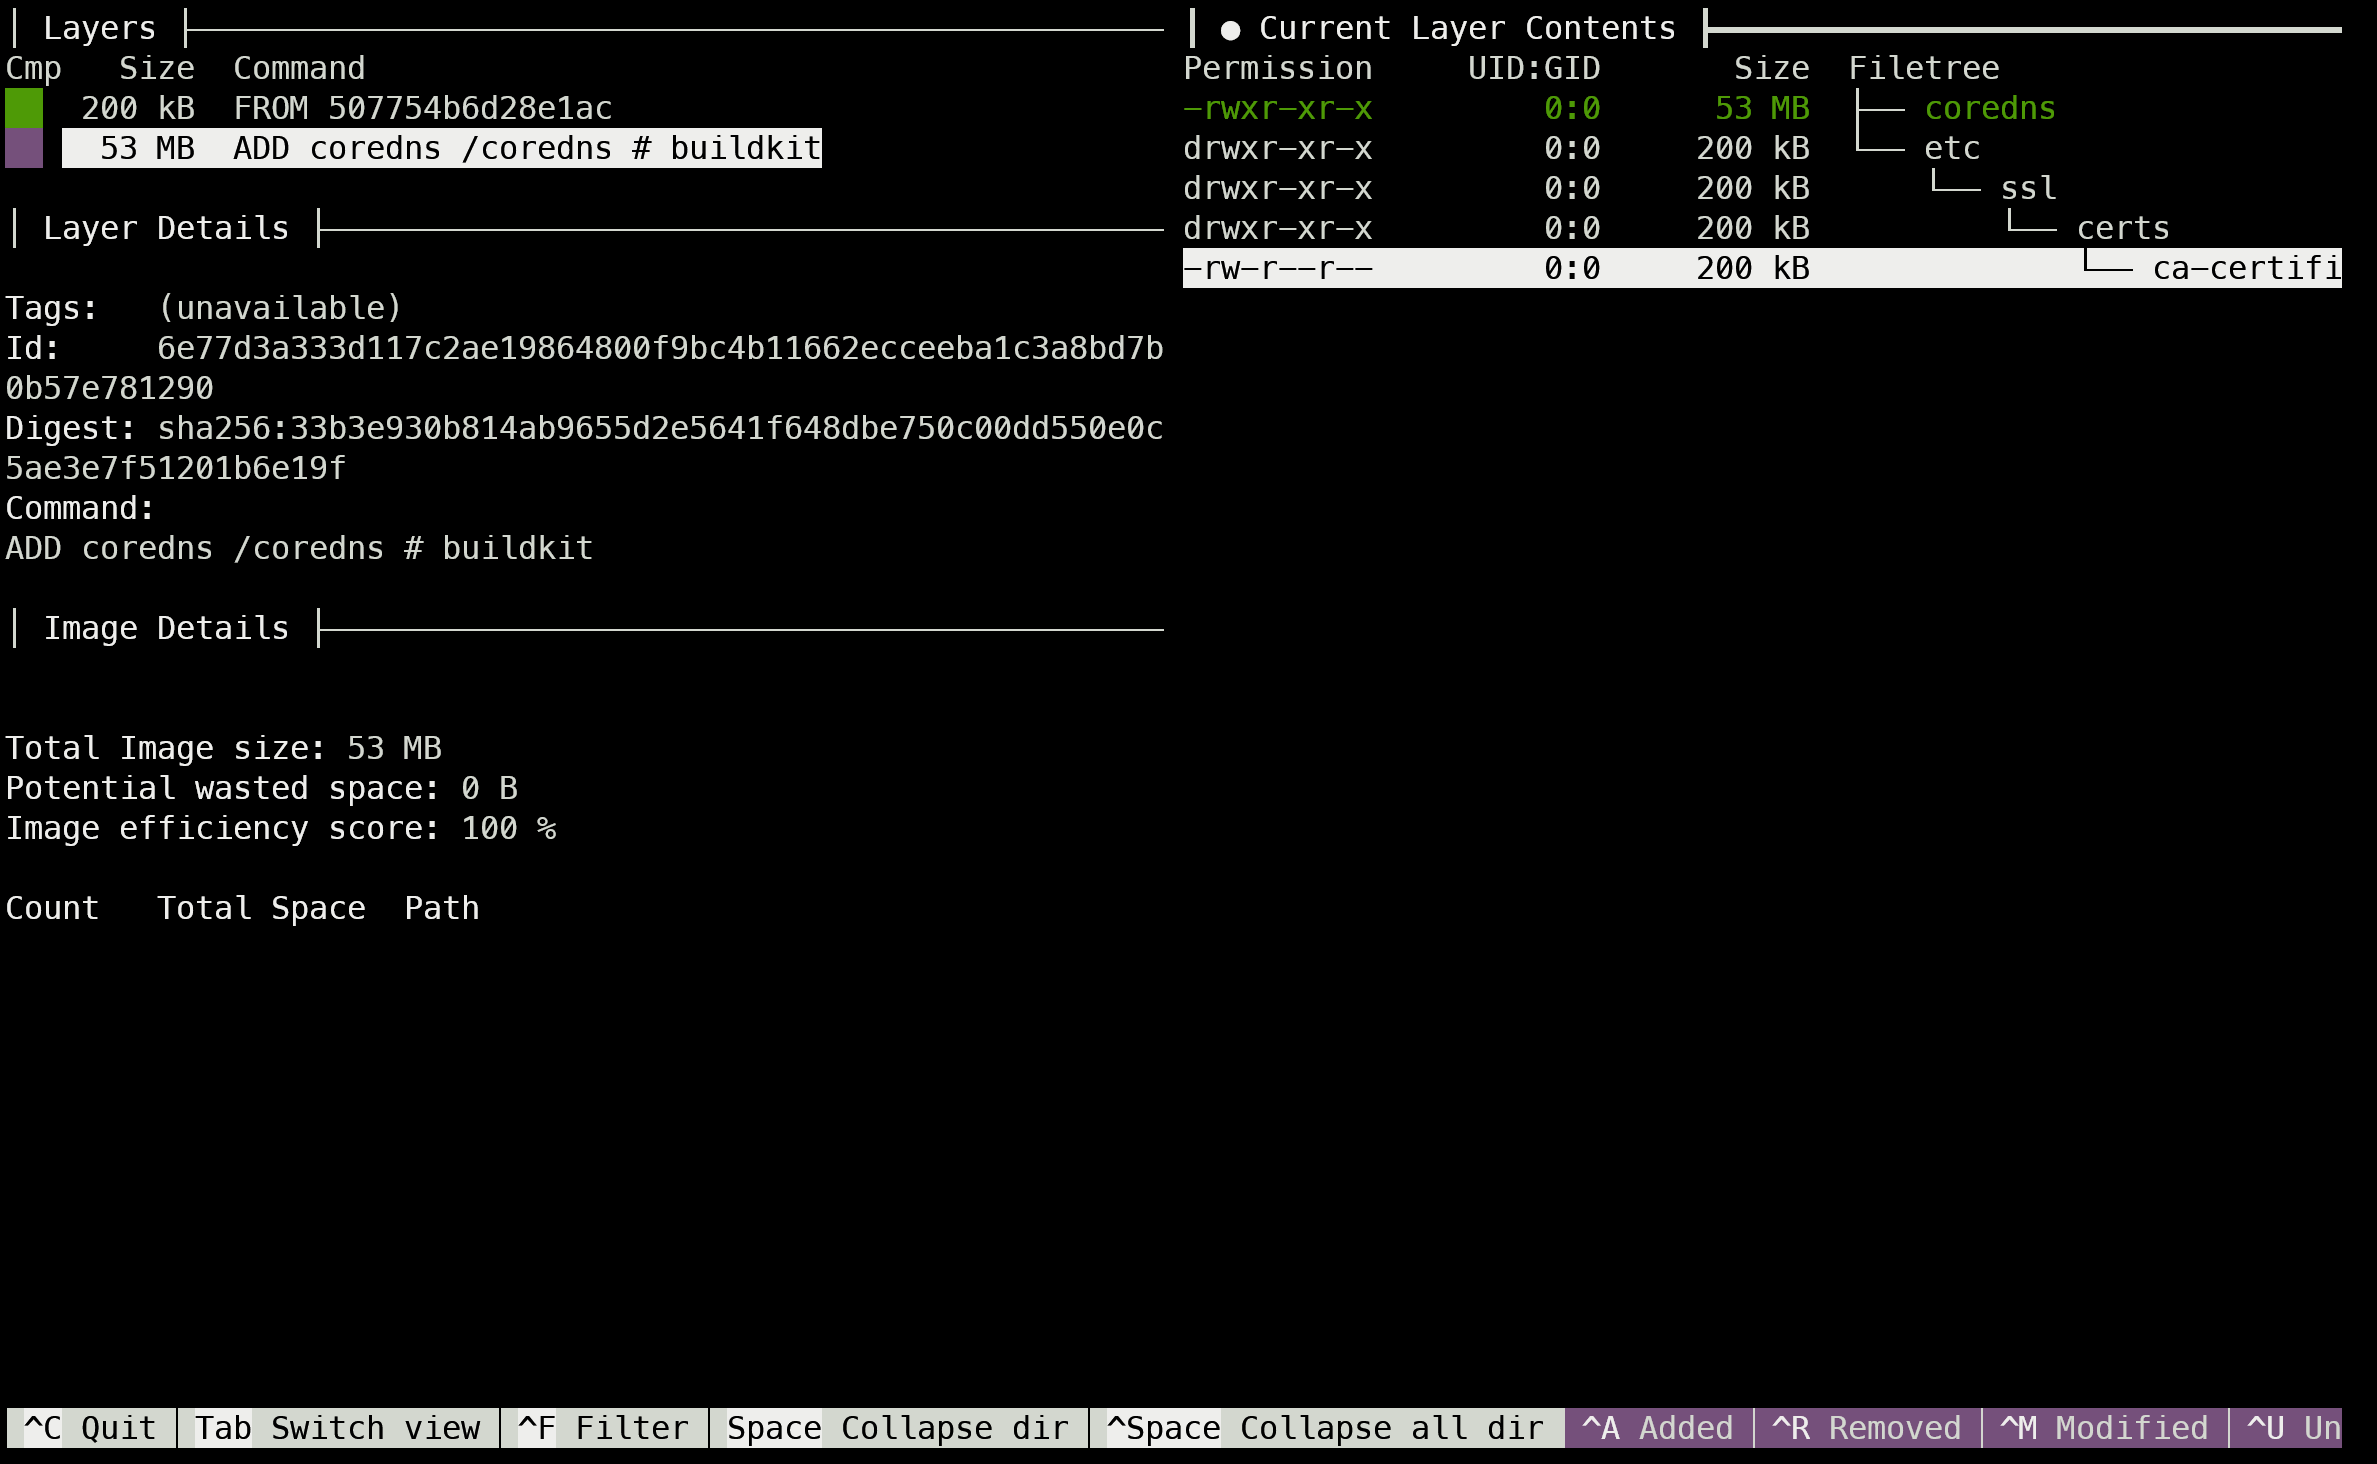 Layers
Cmp   Size  Command
200 kB  FROM 507754b6d28e1ac
53 MB  ADD coredns /coredns # buildkit
Layer Details
Tags:   (unavailable)
Id:     6e77d3a333d117c2ae19864800f9bc4b11662ecceeba1c3a8bd7b
0b57e781290
Digest: sha256:33b3e930b814ab9655d2e5641f648dbe750c00dd550e0c
5ae3e7f51201b6e19f
Command:
ADD coredns /coredns # buildkit
Image Details
Total Image size: 53 MB
Potential wasted space: 0 B
Image efficiency score: 100 %
Count   Total Space  Path
● Current Layer Contents
Permission     UID:GID       Size  Filetree
-rwxr-xr-x         0:0      53 MB  ├── coredns
drwxr-xr-x         0:0     200 kB  └── etc
drwxr-xr-x         0:0     200 kB      └── ssl
drwxr-xr-x         0:0     200 kB          └── certs
-rw-r--r--         0:0     200 kB              └── ca-certifi
^C Quit | Tab Switch view | ^F Filter | Space Collapse dir | ^Space Collapse all dir ^A Added | ^R Removed | ^M Modified | ^U Un